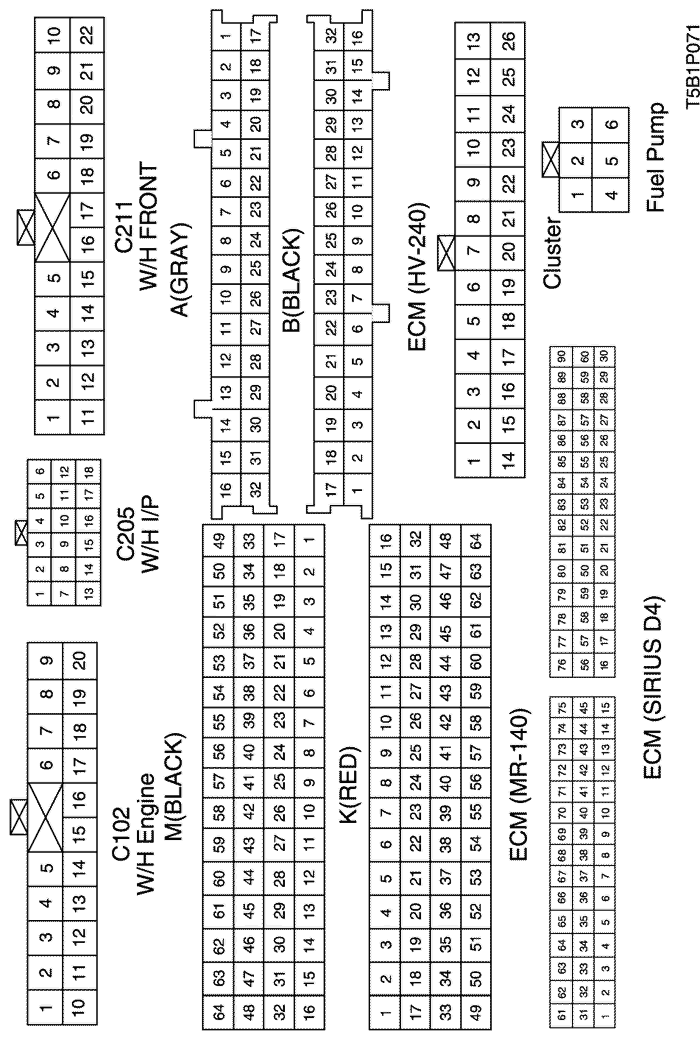 1 2 3 4 5 6 7 8 9
10 11 12 13 14 15 16 17 18 19 20
C102
W/H Engine
1 2 3 4 5 6
7 8 9 10 11 12
13 14 15 16 17 18
C205
W/H I/P
1 2 3 4 5 6 7 8 9 10
11 12 13 14 15 16 17 18 19 20 21 22
C211
W/H FRONT
M(BLACK)
64 63 62 61 60 59 58 57 56 55 54 53 52 51 50 49
48 47 46 45 44 43 42 41 40 39 38 37 36 35 34 33
32 31 30 29 28 27 26 25 24 23 22 21 20 19 18 17
16 15 14 13 12 11 10 9 8 7 6 5 4 3 2 1
K(RED)
1 2 3 4 5 6 7 8 9 10 11 12 13 14 15 16
17 18 19 20 21 22 23 24 25 26 27 28 29 30 31 32
33 34 35 36 37 38 39 40 41 42 43 44 45 46 47 48
49 50 51 52 53 54 55 56 57 58 59 60 61 62 63 64
ECM (MR-140)
A(GRAY)
16 15 14 13 12 11 10 9 8 7 6 5 4 3 2 1
32 31 30 29 28 27 26 25 24 23 22 21 20 19 18 17
B(BLACK)
17 18 19 20 21 22 23 24 25 26 27 28 29 30 31 32
1 2 3 4 5 6 7 8 9 10 11 12 13 14 15 16
ECM (HV-240)
1 2 3 4 5 6 7 8 9 10 11 12 13
14 15 16 17 18 19 20 21 22 23 24 25 26
Cluster
61 62 63 64 65 66 67 68 69 70 71 72 73 74 75
31 32 33 34 35 36 37 38 39 40 41 42 43 44 45
1 2 3 4 5 6 7 8 9 10 11 12 13 14 15
76 77 78 79 80 81 82 83 84 85 86 87 88 89 90
56 57 58 59 50 51 52 53 54 55 56 57 58 59 60
16 17 18 19 20 21 22 23 24 25 26 27 28 29 30
ECM (SIRIUS D4)
1 2 3
4 5 6
Fuel Pump
T5B1P071